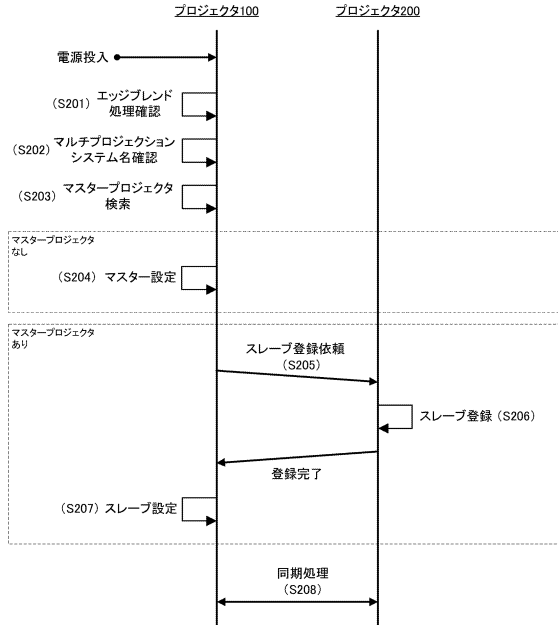 プロジェクタ100
プロジェクタ200
電源投入
(S201)
エッジブレンド
処理確認
(S202)
マルチプロジェクション
システム名確認
(S203)
マスタープロジェクタ
検索
マスタープロジェクタ
なし
(S204) マスター設定
マスタープロジェクタ
あり
スレーブ登録依頼
(S205)
スレーブ登録 (S206)
登録完了
(S207) スレーブ設定
同期処理
(S208)